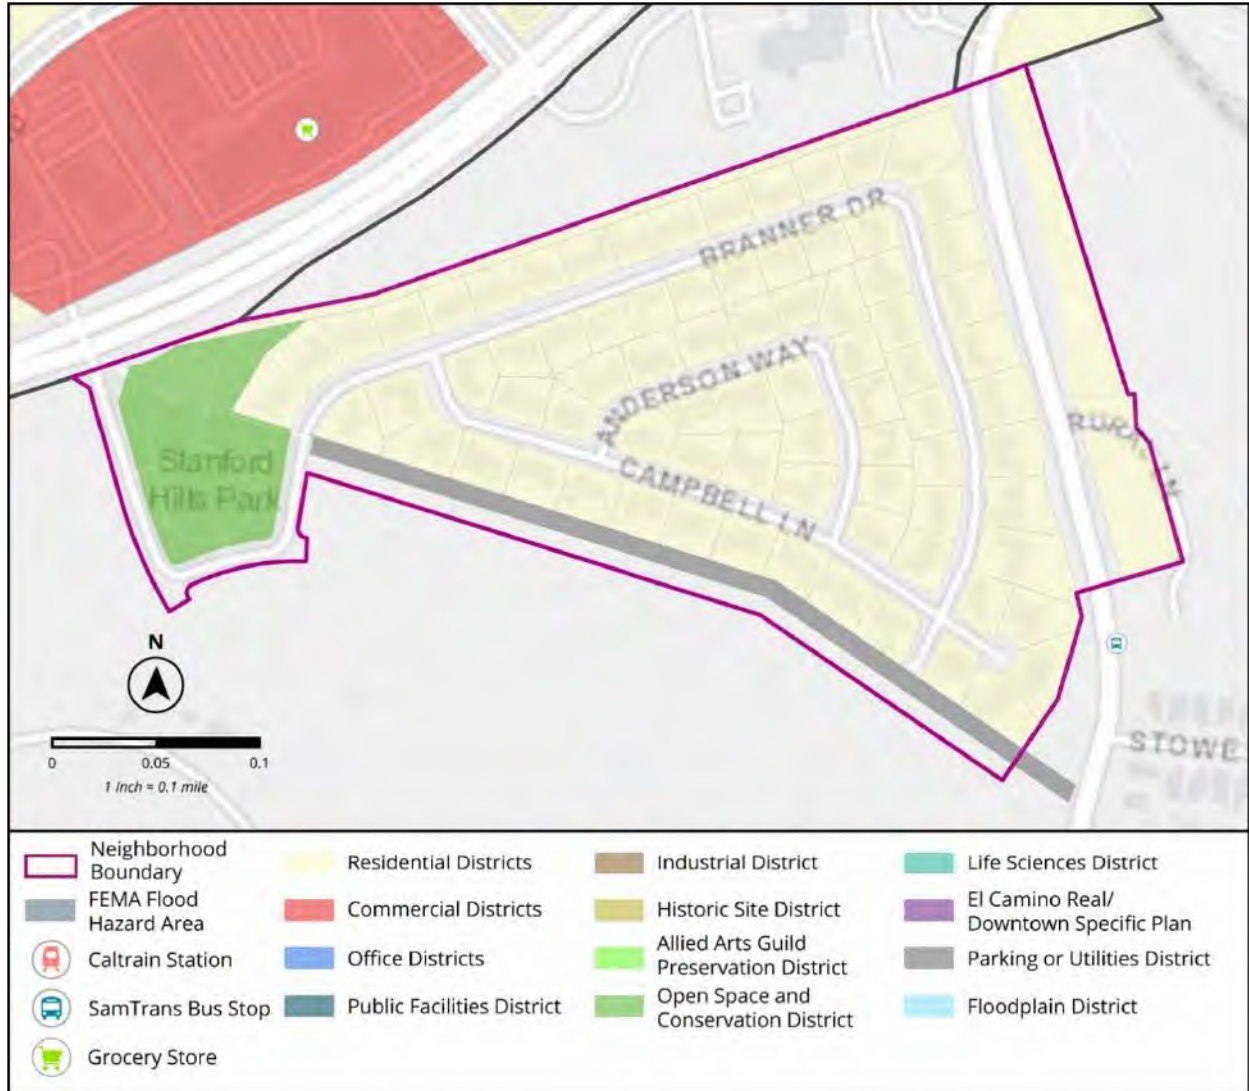 BRANNER DR
ANDERSON WAY
RURAL LN
Stanford
Hills Park
CAMPBELL LN
N
STOWE
0
0.05
0.1
1 Inch = 0.1 mile
Neighborhood
Boundary
FEMA Flood
Hazard Area
Caltrain Station
SamTrans Bus Stop
Grocery Store
Residential Districts
Commercial Districts
Office Districts
Public Facilities District
Industrial District
Historic Site District
Allied Arts Guild
Preservation District
Open Space and
Conservation District
Life Sciences District
El Camino Real/
Downtown Specific Plan
Parking or Utilities District
Floodplain District